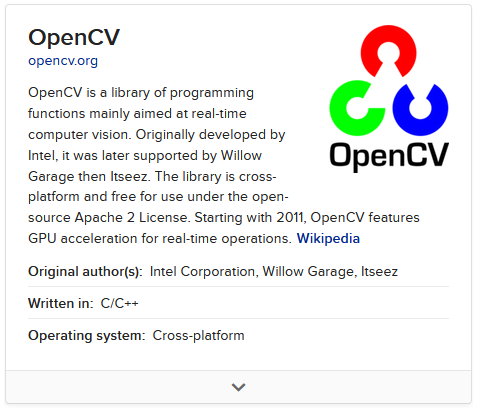 OpenCV
opencv.org
OpenCV is a library of programming
functions mainly aimed at real-time
computer vision. Originally developed by
Intel, it was later supported by Willow
Garage then Itseez. The library is cross-
platform and free for use under the open-
source Apache 2 License. Starting with 2011, OpenCV features
GPU acceleration for real-time operations. Wikipedia
OpenCV
Original author(s): Intel Corporation, Willow Garage, Itseez
Written in: C/C++
Operating system: Cross-platform